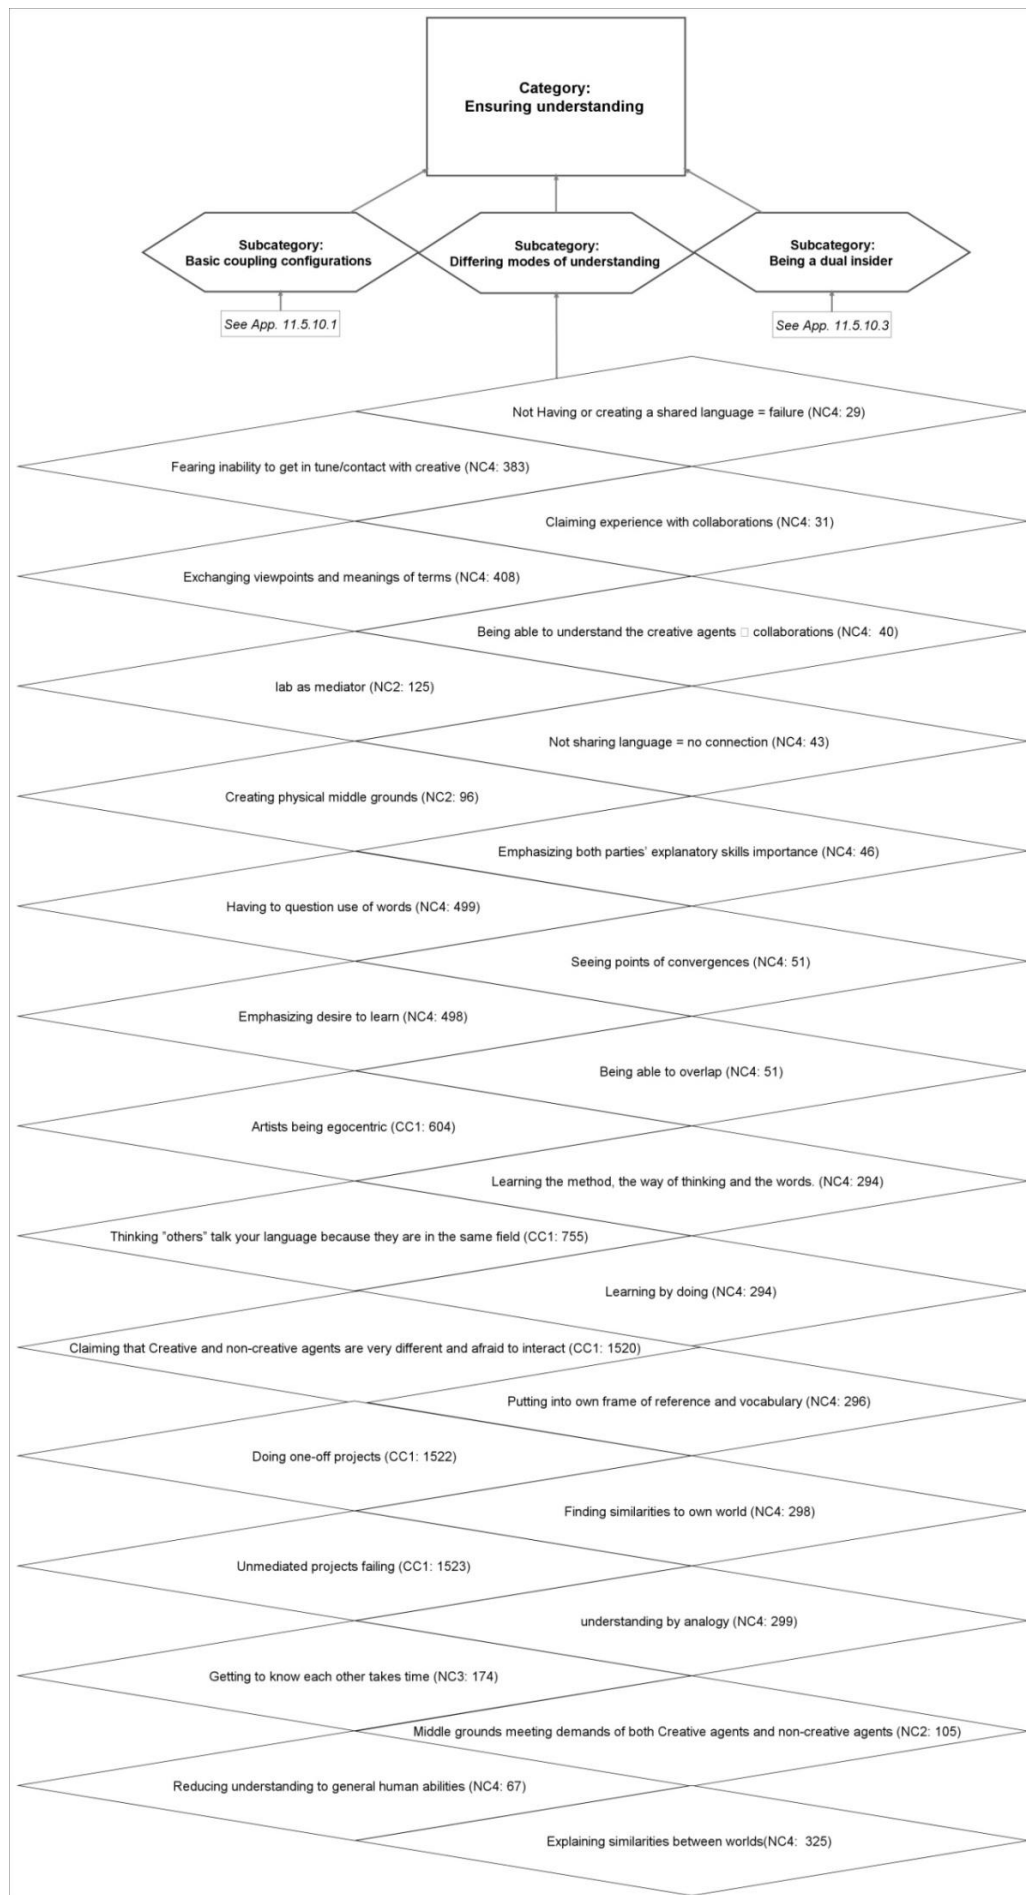 Category:
Ensuring understanding
Subcategory:
Basic coupling configurations
Subcategory:
Differing modes of understanding
Subcategory:
Being a dual insider
See App. 11.5.10.1
See App. 11.5.10.3
Not Having or creating a shared language = failure (NC4: 29)
Fearing inability to get in tune/contact with creative (NC4: 383)
Claiming experience with collaborations (NC4: 31)
Exchanging viewpoints and meanings of terms (NC4: 408)
Being able to understand the creative agents □ collaborations (NC4:  40)
lab as mediator (NC2: 125)
Not sharing language = no connection (NC4: 43)
Creating physical middle grounds (NC2: 96)
Emphasizing both parties’ explanatory skills importance (NC4: 46)
Having to question use of words (NC4: 499)
Seeing points of convergences (NC4: 51)
Emphasizing desire to learn (NC4: 498)
Being able to overlap (NC4: 51)
Artists being egocentric (CC1: 604)
Learning the method, the way of thinking and the words. (NC4: 294)
Thinking ”others” talk your language because they are in the same field (CC1: 755)
Learning by doing (NC4: 294)
Claiming that Creative and non-creative agents are very different and afraid to interact (CC1: 1520)
Putting into own frame of reference and vocabulary (NC4: 296)
Doing one-off projects (CC1: 1522)
Finding similarities to own world (NC4: 298)
Unmediated projects failing (CC1: 1523)
understanding by analogy (NC4: 299)
Getting to know each other takes time (NC3: 174)
Middle grounds meeting demands of both Creative agents and non-creative agents (NC2: 105)
Reducing understanding to general human abilities (NC4: 67)
Explaining similarities between worlds(NC4:  325)